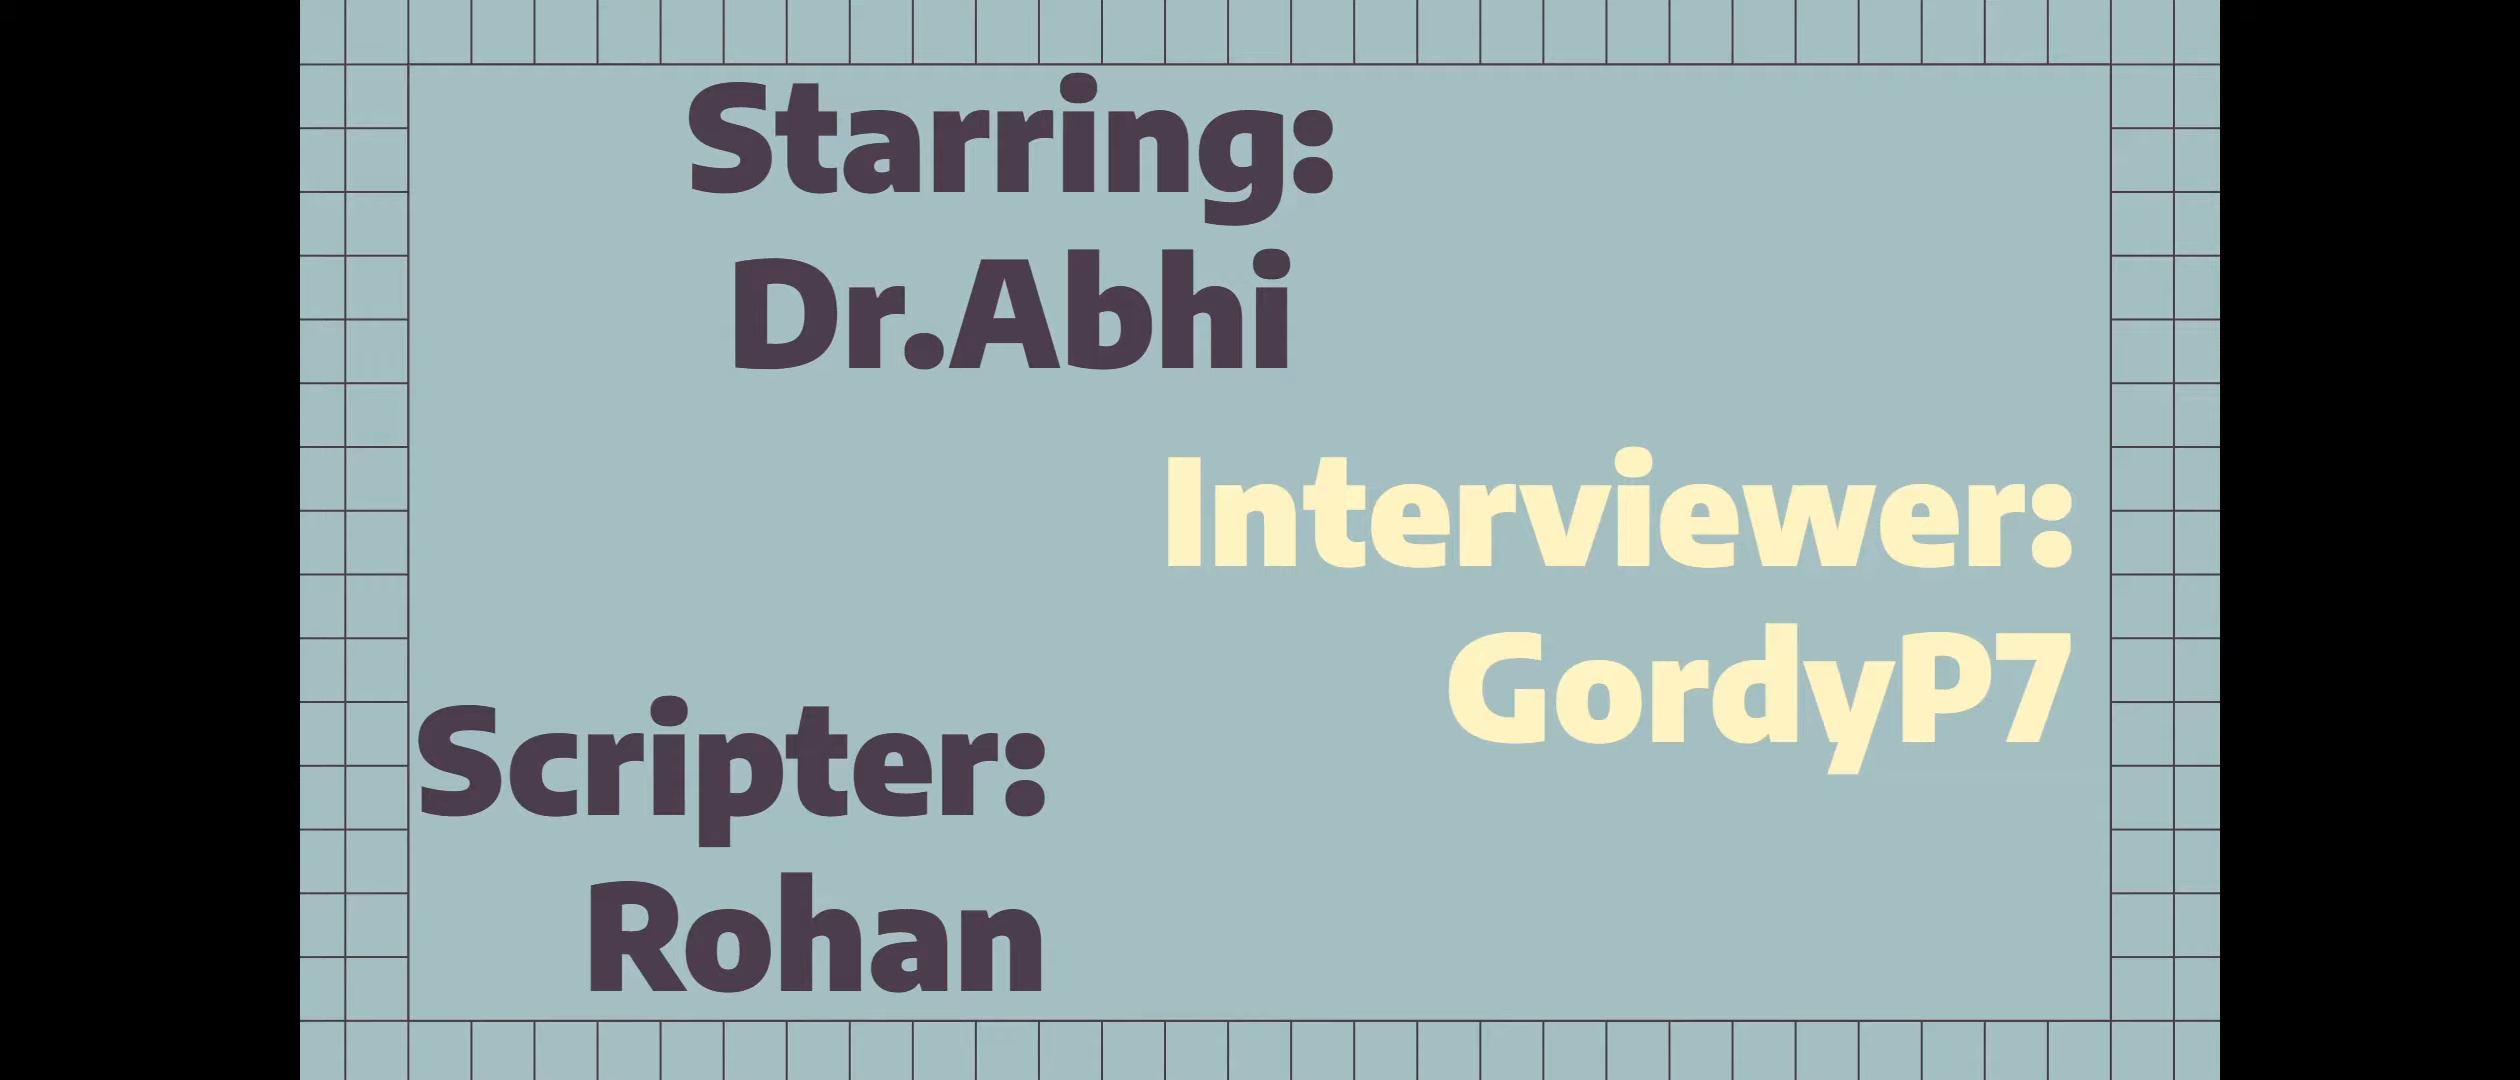 Starring:
Dr.Abhi
Interviewer:
GordyP7
Scripter:
Rohan